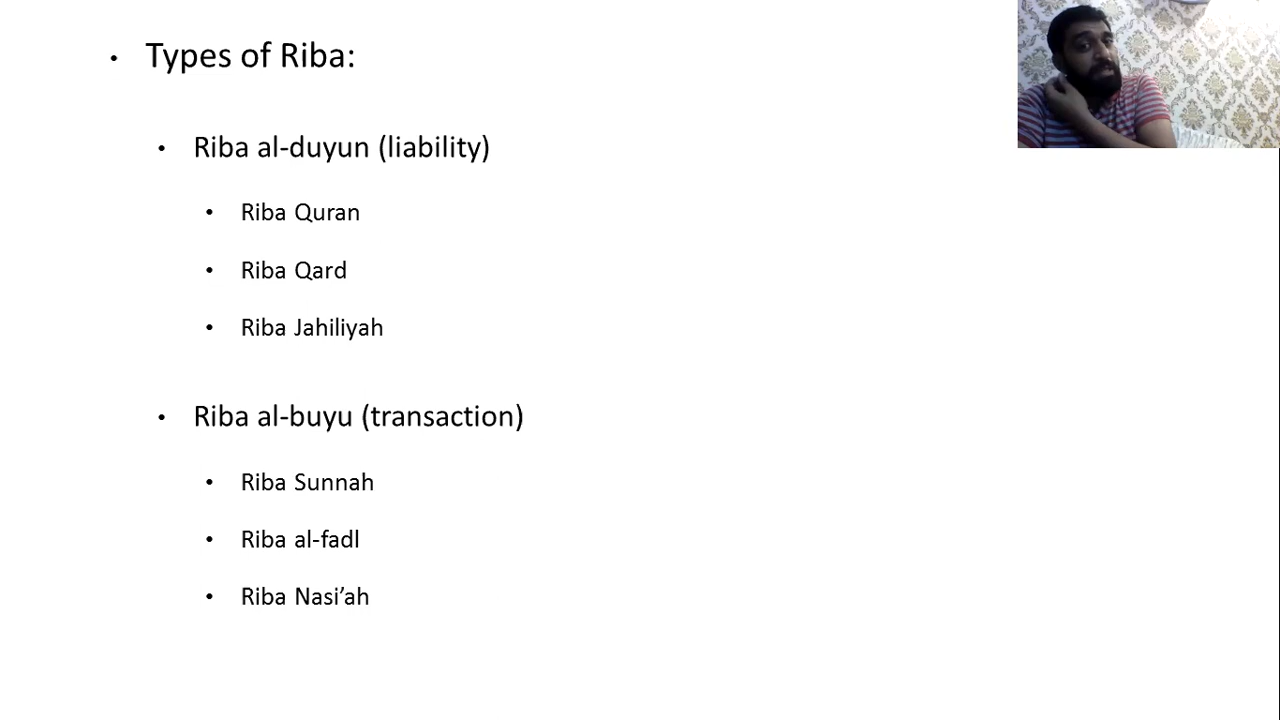 • Types of Riba:
• Riba al-duyun (liability)
• Riba Quran
• Riba Qard
• Riba Jahiliyah
• Riba al-buyu (transaction)
• Riba Sunnah
• Riba al-fadl
• Riba Nasi’ah